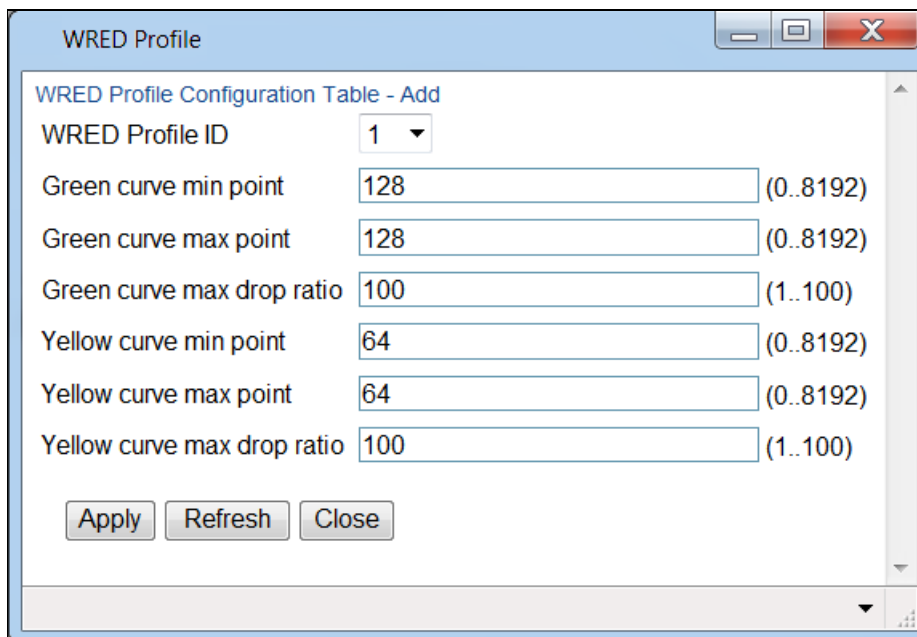 WRED Profile
WRED Profile Configuration Table - Add
WRED Profile ID 1
Green curve min point 128 (0..8192)
Green curve max point 128 (0..8192)
Green curve max drop ratio 100 (1..100)
Yellow curve min point 64 (0..8192)
Yellow curve max point 64 (0..8192)
Yellow curve max drop ratio 100 (1..100)
Apply Refresh Close